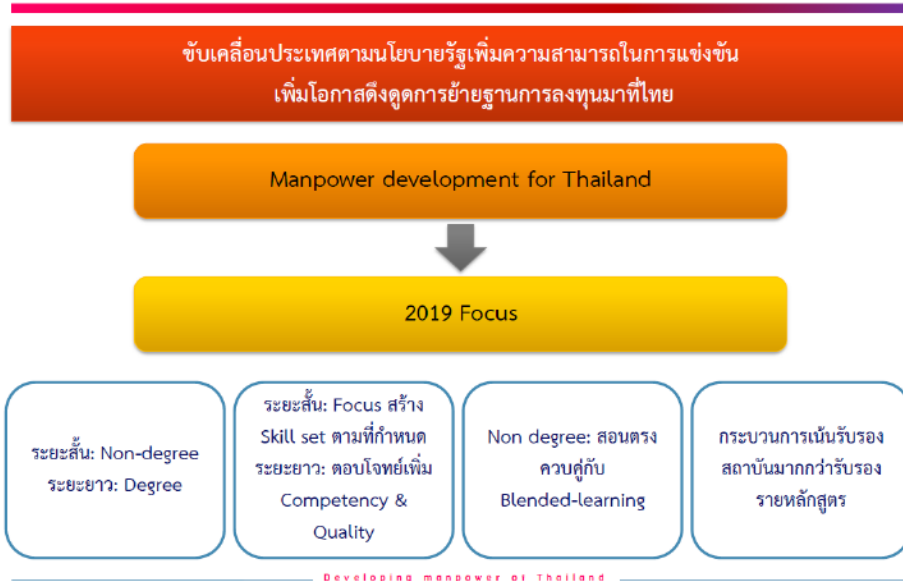 ขับเคลื่อนประเทศตามนโยบายรัฐเพิ่มความสามารถในการแข่งขัน
เพิ่มโอกาสดึงดูดการย้ายฐานการลงทุนมาที่ไทย
Manpower development for Thailand
2019 Focus
ระยะสั้น: Non-degree
ระยะยาว: Degree
ระยะสั้น: Focus สร้าง
Skill set ตามที่กำหนด
ระยะยาว: ตอบโจทย์เพิ่ม
Competency &
Quality
Non degree: สอนตรง
ควบคู่กับ
Blended-learning
กระบวนการเน้นรับรอง
สถาบันมากกว่ารับรอง
รายหลักสูตร
Developing manpower of Thailand